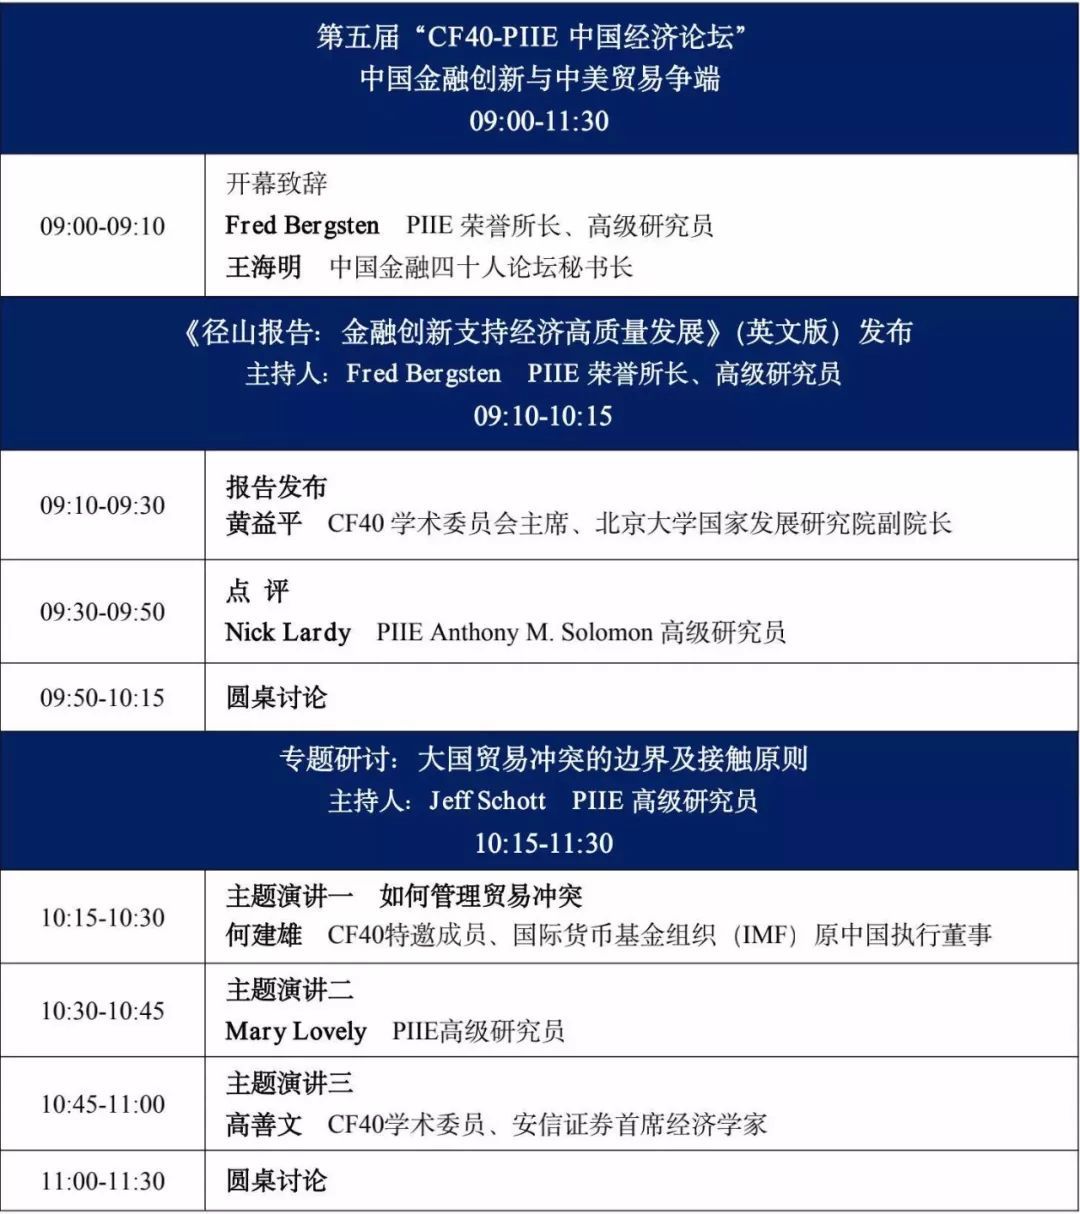 第五届“CF40-PIIE 中国经济论坛”
中国金融创新与中美贸易争端
09:00-11:30
09:00-09:10
开幕致辞
Fred Bergsten PIIE 荣誉所长、高级研究员
王海明 中国金融四十人论坛秘书长
《径山报告：金融创新支持经济高质量发展》（英文版）发布
主持人：Fred Bergsten PIIE 荣誉所长、高级研究员
09:10-10:15
09:10-09:30
报告发布
黄益平 CF40 学术委员会主席、北京大学国家发展研究院副院长
09:30-09:50
点 评
Nick Lardy PIIE Anthony M. Solomon 高级研究员
09:50-10:15
圆桌讨论
专题研讨：大国贸易冲突的边界及接触原则
主持人：Jeff Schott PIIE 高级研究员
10:15-11:30
10:15-10:30
主题演讲一 如何管理贸易冲突
何建雄 CF40特邀成员、国际货币基金组织（IMF）原中国执行董事
10:30-10:45
主题演讲二
Mary Lovely PIIE高级研究员
10:45-11:00
主题演讲三
高善文 CF40学术委员、安信证券首席经济学家
11:00-11:30
圆桌讨论